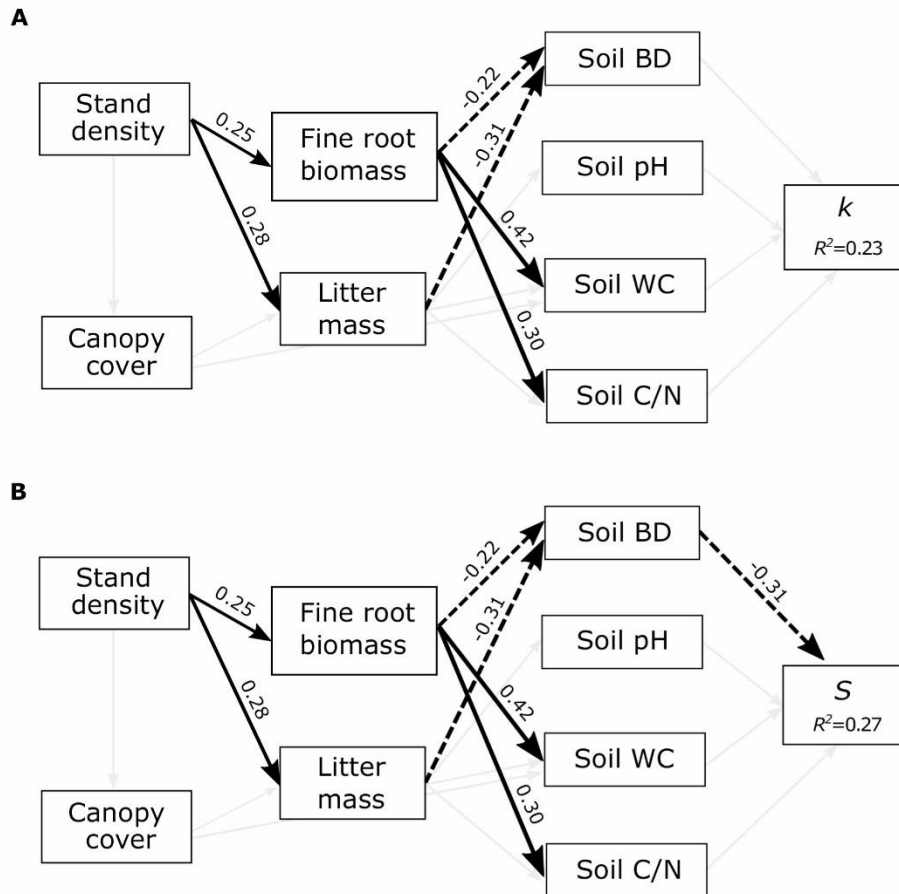 A
Stand
density
0.25
0.28
Canopy
cover
Fine root
biomass
Litter
mass
-0.22
-0.31
0.42
0.30
Soil BD
Soil pH
Soil WC
Soil C/N
k
R²=0.23
B
Stand
density
0.25
0.28
Canopy
cover
Fine root
biomass
Litter
mass
-0.22
-0.31
0.42
0.30
Soil BD
Soil pH
Soil WC
Soil C/N
-0.31
S
R²=0.27